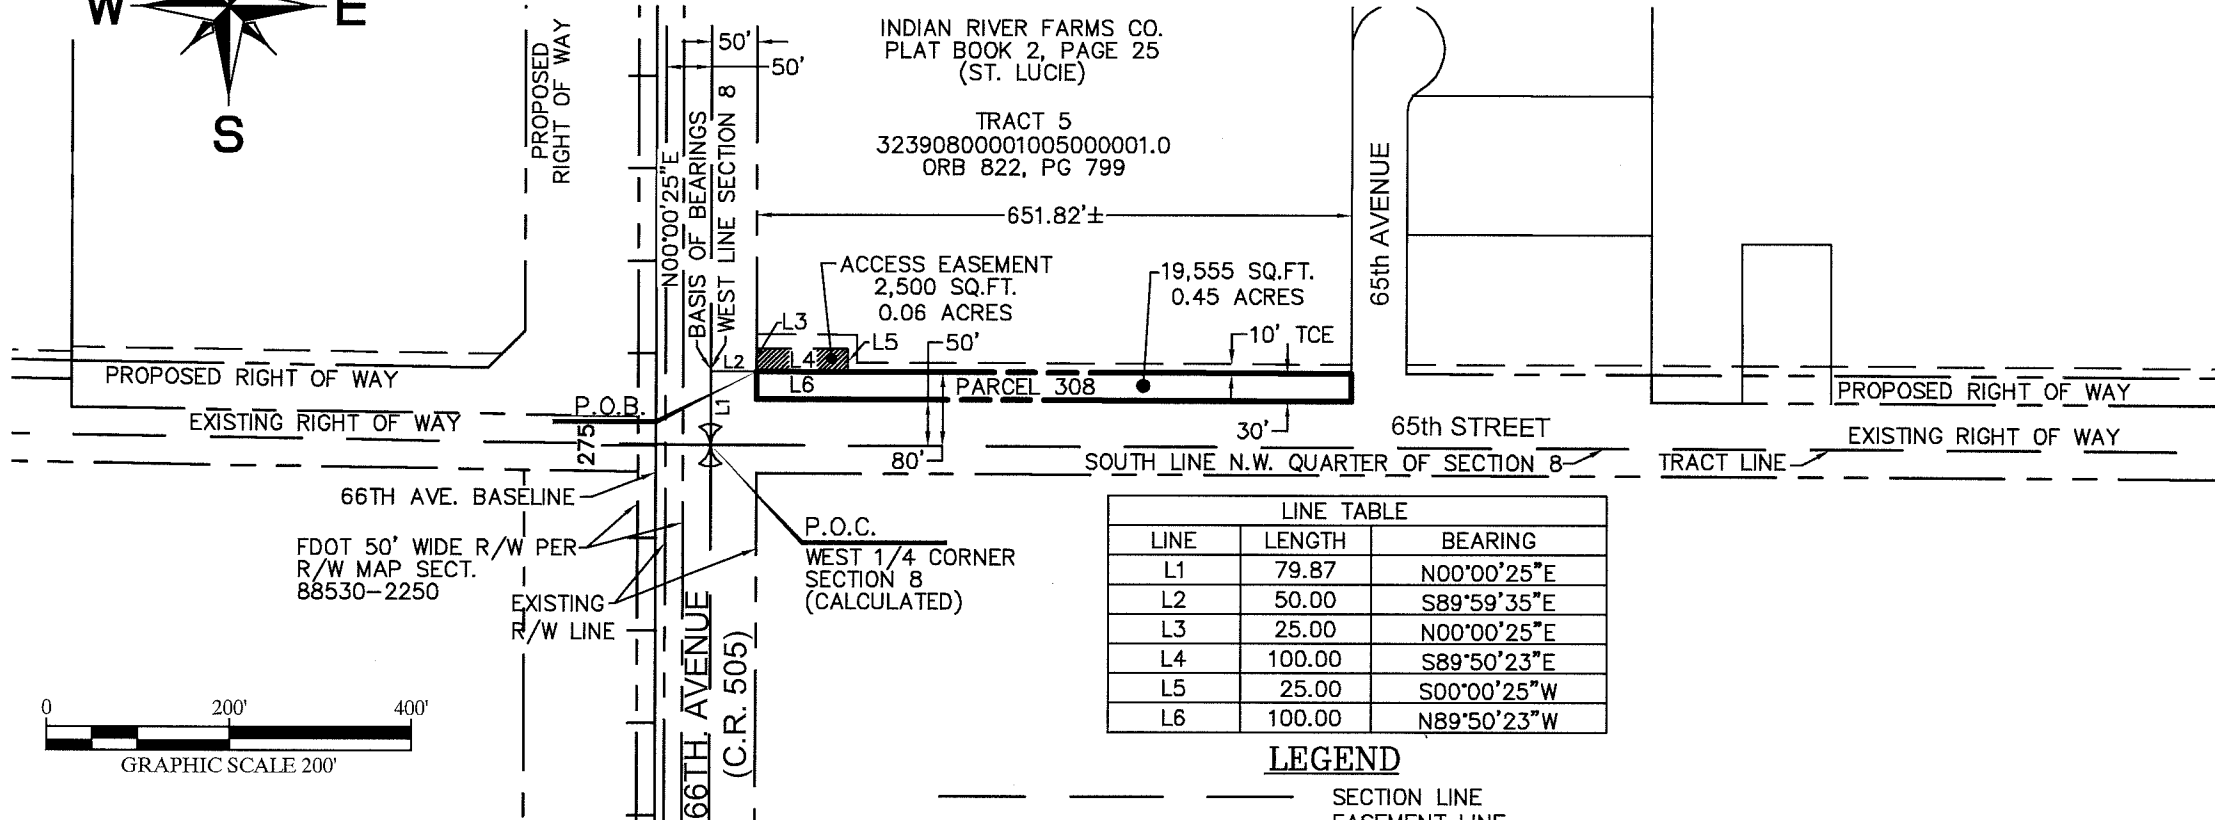 W
E
S
PROPOSED
RIGHT OF WAY
50'
50'
N00°00'25"E
BASIS OF BEARINGS
WEST LINE SECTION 8
INDIAN RIVER FARMS CO.
PLAT BOOK 2, PAGE 25
(ST. LUCIE)
TRACT 5
32390800001005000001.0
ORB 822, PG 799
651.82'±
65th AVENUE
ACCESS EASEMENT
2,500 SQ.FT.
0.06 ACRES
19,555 SQ.FT.
0.45 ACRES
L3
L5
50'
10' TCE
L2
L4
L6
PARCEL 308
L1
PROPOSED RIGHT OF WAY
PROPOSED RIGHT OF WAY
P.O.B.
EXISTING RIGHT OF WAY
275
30'
65th STREET
EXISTING RIGHT OF WAY
80'
SOUTH LINE N.W. QUARTER OF SECTION 8
TRACT LINE
66TH AVE. BASELINE
P.O.C.
WEST 1/4 CORNER
SECTION 8
(CALCULATED)
FDOT 50' WIDE R/W PER
R/W MAP SECT.
88530-2250
EXISTING
R/W LINE
66TH. AVENUE
(C.R. 505)
LINE TABLE
LINE LENGTH BEARING
L1 79.87 N00°00'25"E
L2 50.00 S89°59'35"E
L3 25.00 N00°00'25"E
L4 100.00 S89°50'23"E
L5 25.00 S00°00'25"W
L6 100.00 N89°50'23"W
0 200' 400'
GRAPHIC SCALE 200'
LEGEND
SECTION LINE
EASEMENT LINE